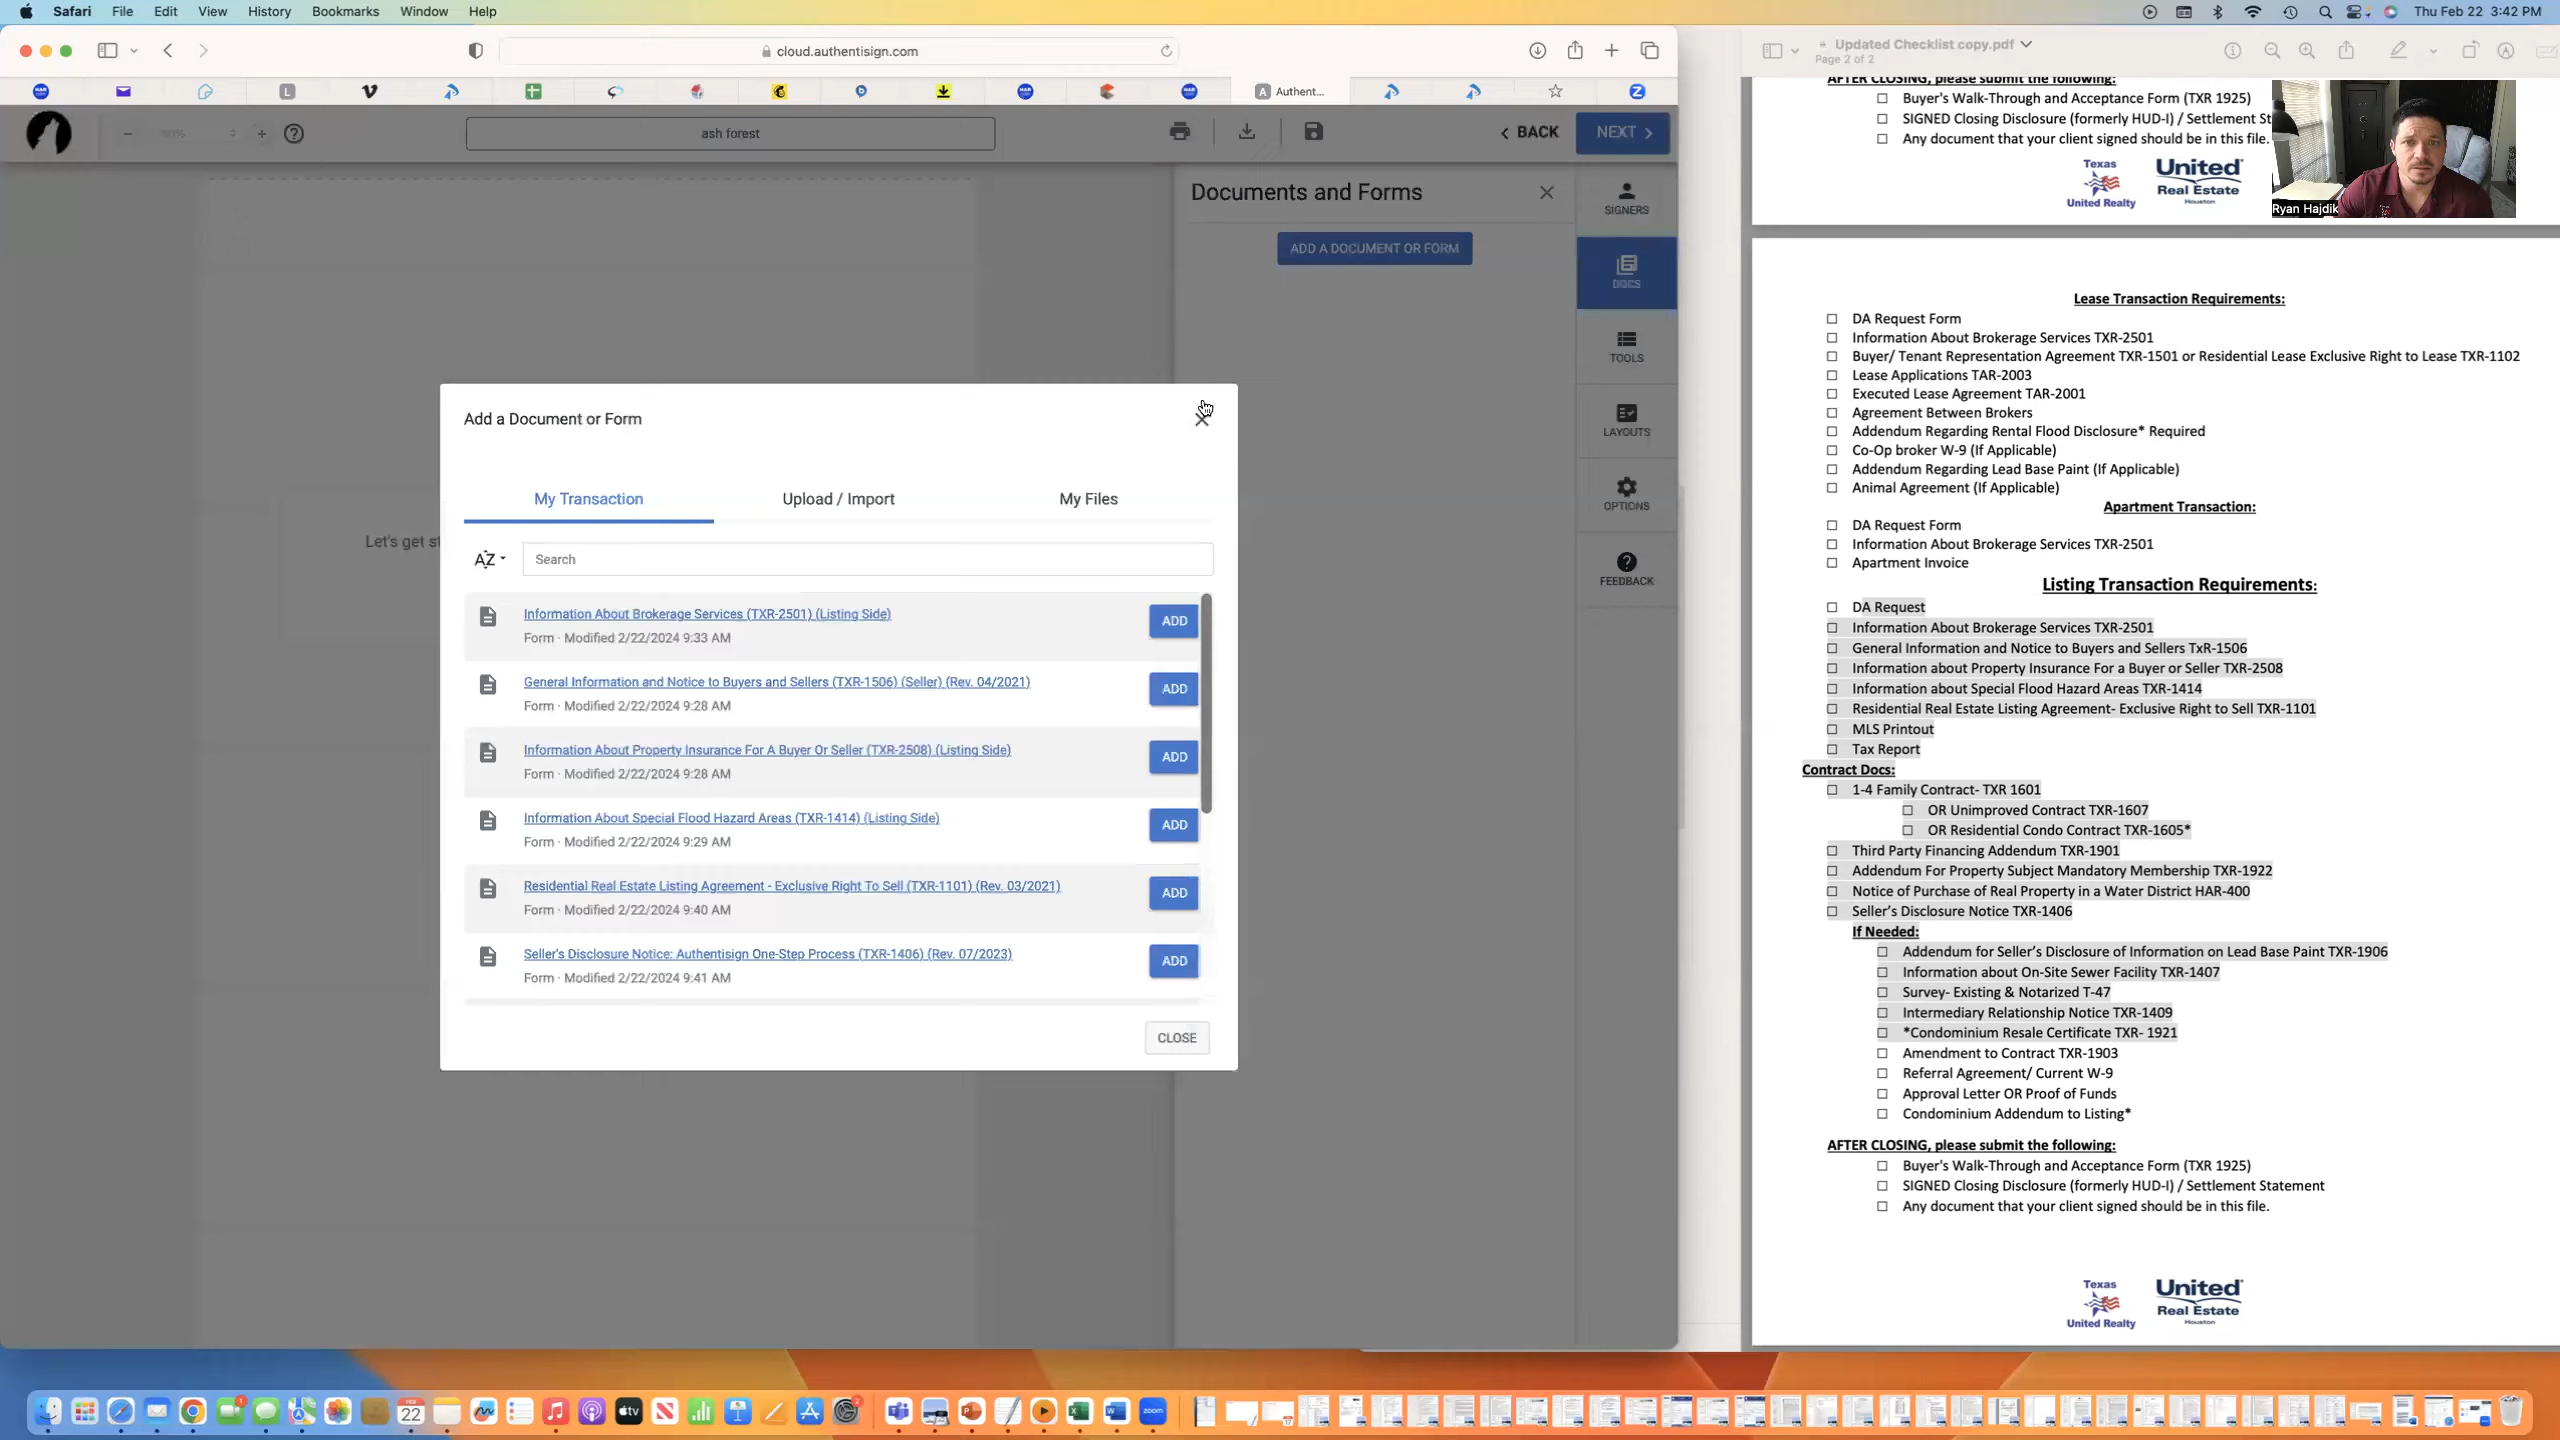 Safari File Edit View History Bookmarks Window Help
Thu Feb 22 3:42 PM
cloud.authentisign.com
Authent...
ash forest
BACK
NEXT
Documents and Forms
ADD A DOCUMENT OR FORM
SIGNERS
DOCS
TOOLS
LAYOUTS
OPTIONS
FEEDBACK
Let's get st
Add a Document or Form
My Transaction
Upload / Import
My Files
AZ
Search
Information About Brokerage Services (TXR-2501) (Listing Side)
Form · Modified 2/22/2024 9:33 AM
ADD
General Information and Notice to Buyers and Sellers (TXR-1506) (Seller) (Rev. 04/2021)
Form · Modified 2/22/2024 9:28 AM
ADD
Information About Property Insurance For A Buyer Or Seller (TXR-2508) (Listing Side)
Form · Modified 2/22/2024 9:28 AM
ADD
Information About Special Flood Hazard Areas (TXR-1414) (Listing Side)
Form · Modified 2/22/2024 9:29 AM
ADD
Residential Real Estate Listing Agreement - Exclusive Right To Sell (TXR-1101) (Rev. 03/2021)
Form · Modified 2/22/2024 9:40 AM
ADD
Seller's Disclosure Notice: Authentisign One-Step Process (TXR-1406) (Rev. 07/2023)
Form · Modified 2/22/2024 9:41 AM
ADD
CLOSE
Updated Checklist copy.pdf
Page 2 of 2
AFTER CLOSING, please submit the following:
Buyer's Walk-Through and Acceptance Form (TXR 1925)
SIGNED Closing Disclosure (formerly HUD-I) / Settlement St
Any document that your client signed should be in this file.
Texas
United Realty
United
Real Estate
Houston
Ryan Hajdik
Lease Transaction Requirements:
DA Request Form
Information About Brokerage Services TXR-2501
Buyer/ Tenant Representation Agreement TXR-1501 or Residential Lease Exclusive Right to Lease TXR-1102
Lease Applications TAR-2003
Executed Lease Agreement TAR-2001
Agreement Between Brokers
Addendum Regarding Rental Flood Disclosure* Required
Co-Op broker W-9 (If Applicable)
Addendum Regarding Lead Base Paint (If Applicable)
Animal Agreement (If Applicable)
Apartment Transaction:
DA Request Form
Information About Brokerage Services TXR-2501
Apartment Invoice
Listing Transaction Requirements:
DA Request
Information About Brokerage Services TXR-2501
General Information and Notice to Buyers and Sellers TxR-1506
Information about Property Insurance For a Buyer or Seller TXR-2508
Information about Special Flood Hazard Areas TXR-1414
Residential Real Estate Listing Agreement- Exclusive Right to Sell TXR-1101
MLS Printout
Tax Report
Contract Docs:
1-4 Family Contract- TXR 1601
OR Unimproved Contract TXR-1607
OR Residential Condo Contract TXR-1605*
Third Party Financing Addendum TXR-1901
Addendum For Property Subject Mandatory Membership TXR-1922
Notice of Purchase of Real Property in a Water District HAR-400
Seller's Disclosure Notice TXR-1406
If Needed:
Addendum for Seller's Disclosure of Information on Lead Base Paint TXR-1906
Information about On-Site Sewer Facility TXR-1407
Survey- Existing & Notarized T-47
Intermediary Relationship Notice TXR-1409
*Condominium Resale Certificate TXR- 1921
Amendment to Contract TXR-1903
Referral Agreement/ Current W-9
Approval Letter OR Proof of Funds
Condominium Addendum to Listing*
AFTER CLOSING, please submit the following:
Buyer's Walk-Through and Acceptance Form (TXR 1925)
SIGNED Closing Disclosure (formerly HUD-I) / Settlement Statement
Any document that your client signed should be in this file.
Texas
United Realty
United
Real Estate
Houston
22
tv
zoom